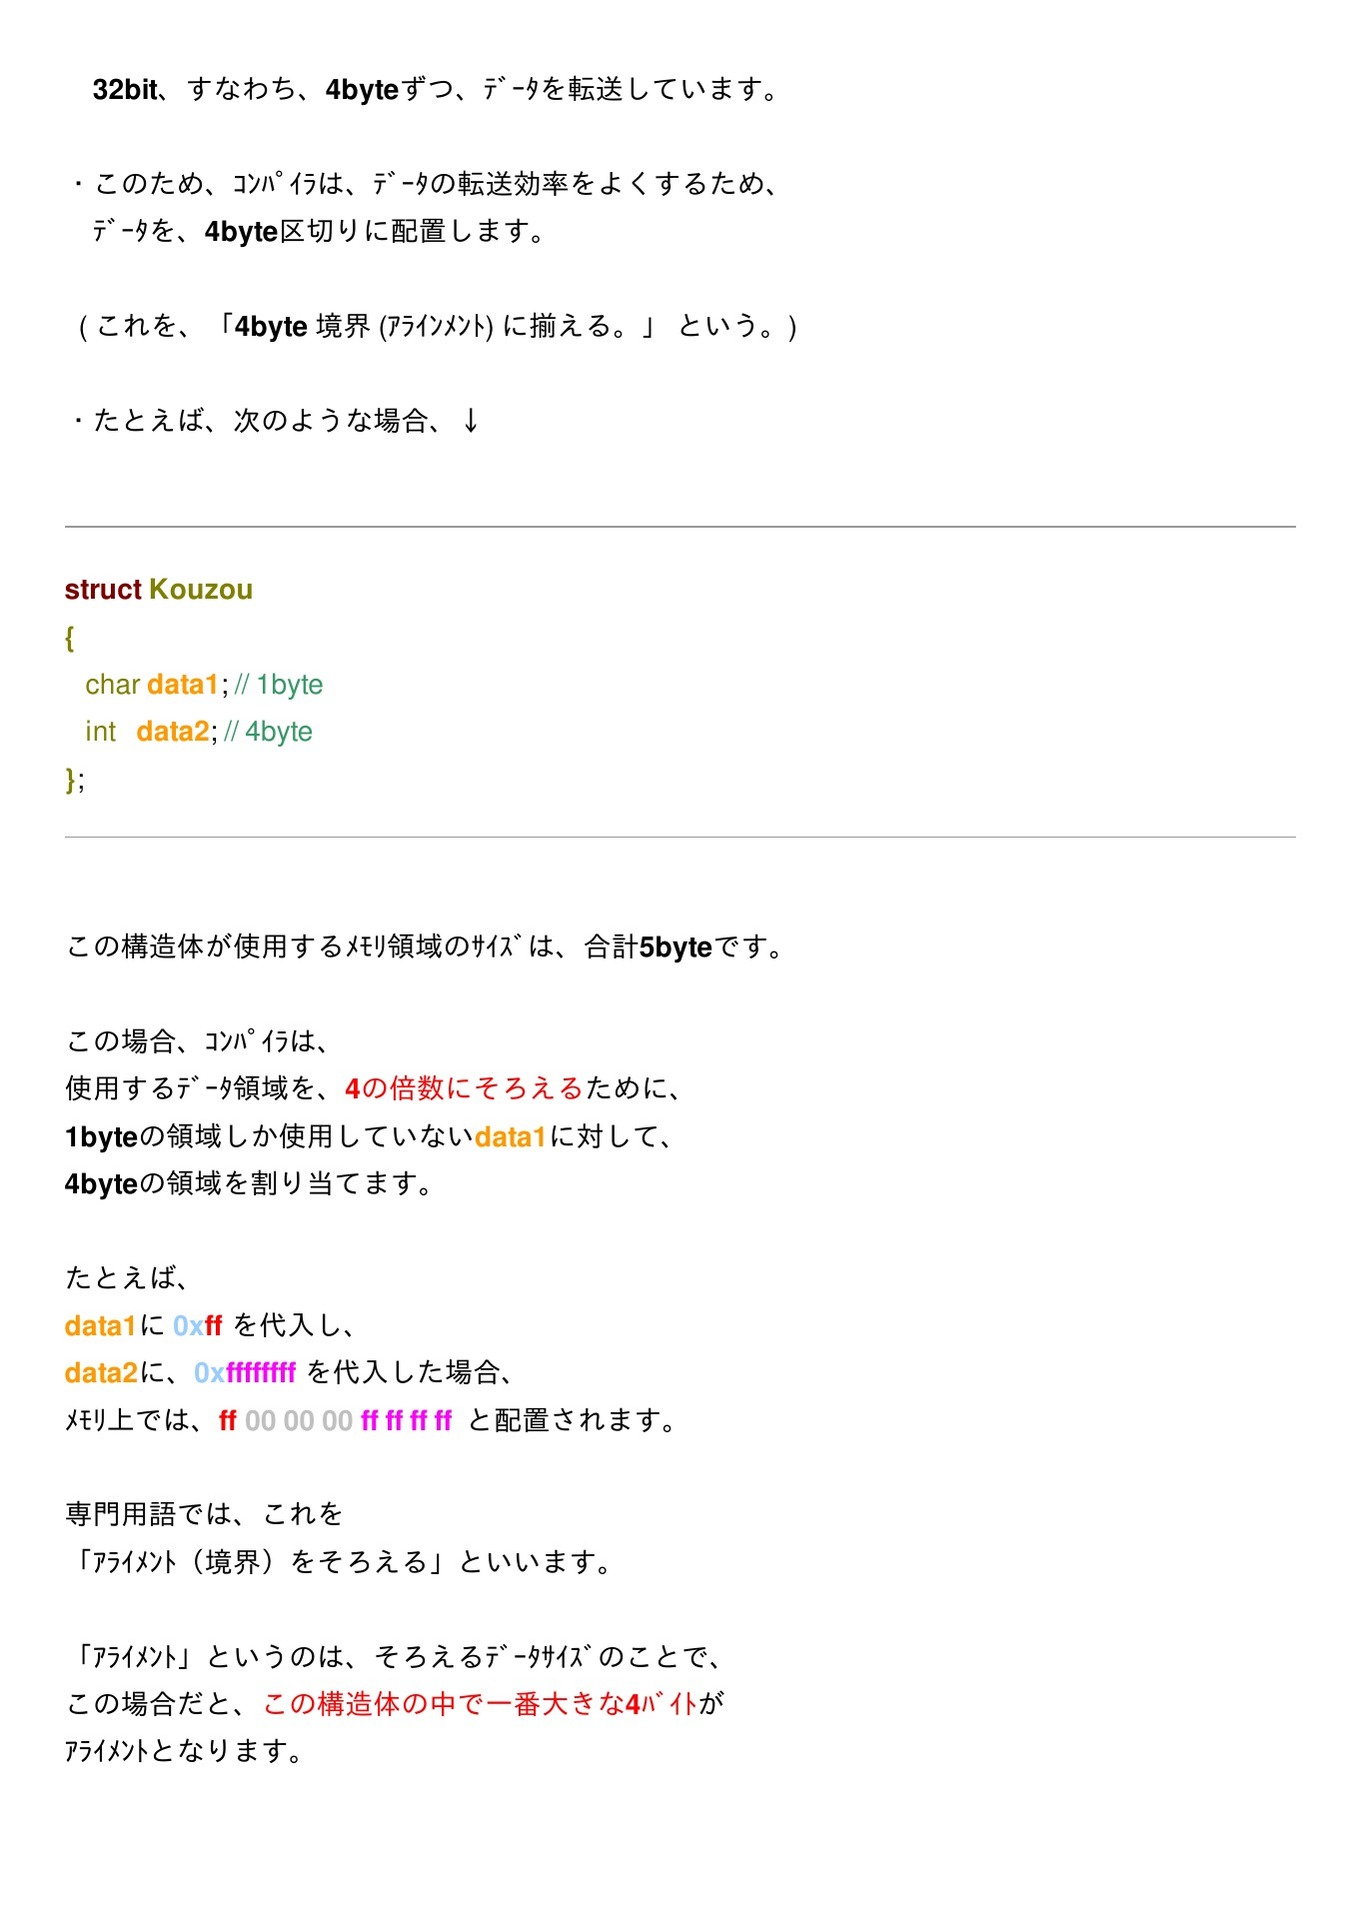 32bit、すなわち、4byteずつ、ﾃﾞｰﾀを転送しています。
・このため、ｺﾝﾊﾟｲﾗは、ﾃﾞｰﾀの転送効率をよくするため、
ﾃﾞｰﾀを、4byte区切りに配置します。
( これを、「4byte 境界 (ｱﾗｲﾝﾒﾝﾄ) に揃える。」 という。)
・たとえば、次のような場合、↓
struct Kouzou
{
char data1; // 1byte
int data2; // 4byte
};
この構造体が使用するﾒﾓﾘ領域のｻｲｽﾞは、合計5byteです。
この場合、ｺﾝﾊﾟｲﾗは、
使用するﾃﾞｰﾀ領域を、4の倍数にそろえるために、
1byteの領域しか使用していないdata1に対して、
4byteの領域を割り当てます。
たとえば、
data1に 0xff を代入し、
data2に、0xffffffff を代入した場合、
ﾒﾓﾘ上では、ff 00 00 00 ff ff ff ff と配置されます。
専門用語では、これを
「ｱﾗｲﾒﾝﾄ（境界）をそろえる」といいます。
「ｱﾗｲﾒﾝﾄ」というのは、そろえるﾃﾞｰﾀｻｲｽﾞのことで、
この場合だと、この構造体の中で一番大きな4ﾊﾞｲﾄが
ｱﾗｲﾒﾝﾄとなります。